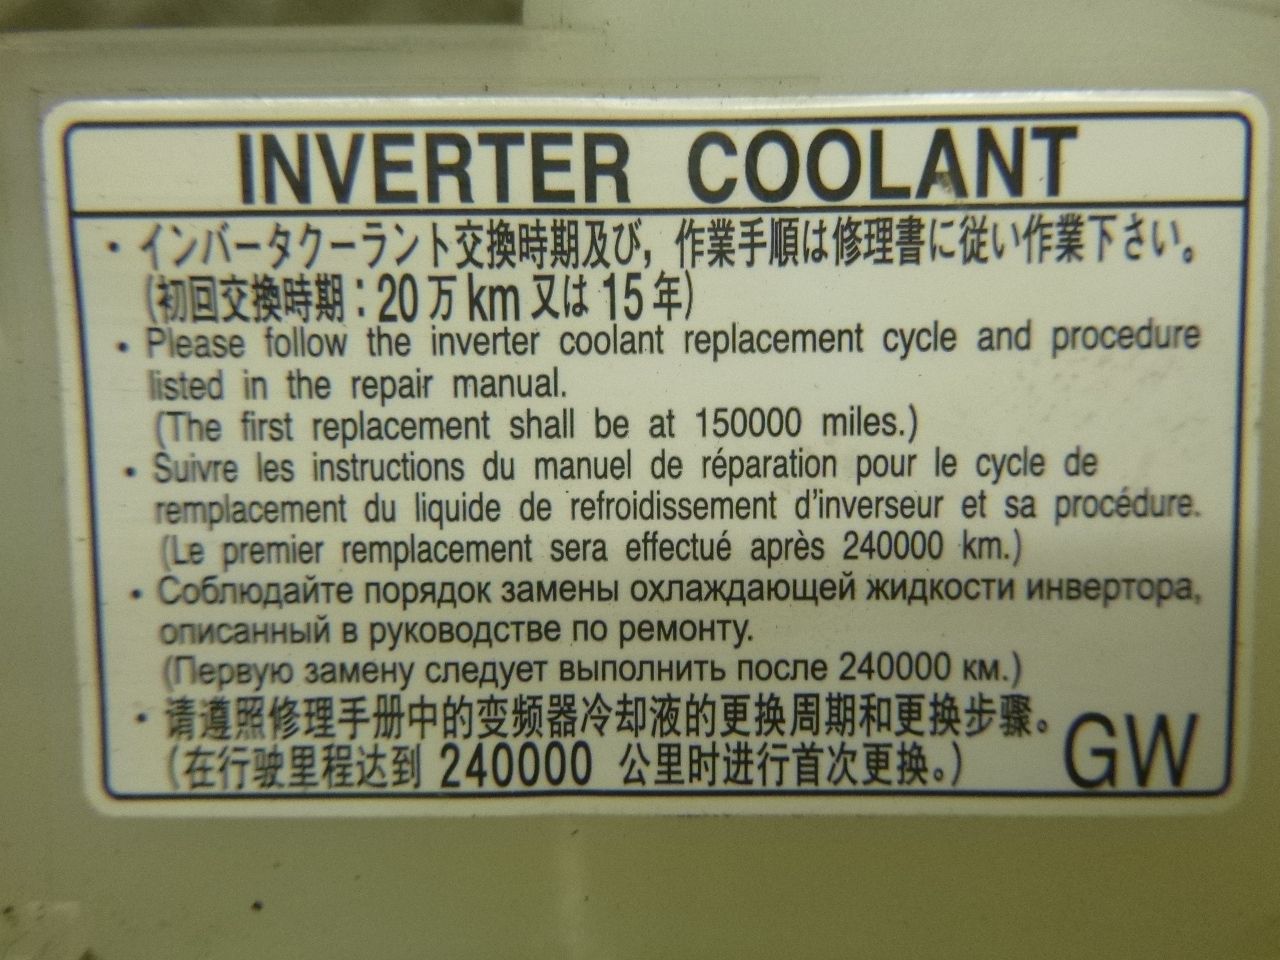 INVERTER COOLANT
・インバータクーラント交換時期及び，作業手順は修理書に従い作業下さい。
(初回交換時期：20万km又は15年)
• Please follow the inverter coolant replacement cycle and procedure
listed in the repair manual.
(The first replacement shall be at 150000 miles.)
• Suivre les instructions du manuel de réparation pour le cycle de
remplacement du liquide de refroidissement d'inverseur et sa procédure.
(Le premier remplacement sera effectué après 240000 km.)
• Соблюдайте порядок замены охлаждающей жидкости инвертора,
описанный в руководстве по ремонту.
(Первую замену следует выполнить после 240000 км.)
・请遵照修理手册中的变频器冷却液的更换周期和更换步骤。
(在行驶里程达到 240000 公里时进行首次更换。)
GW